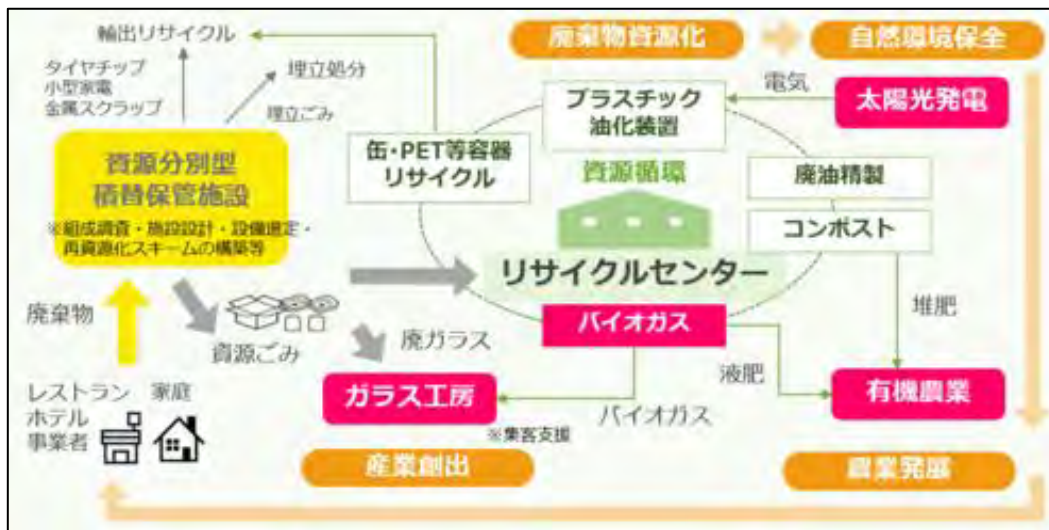 輸出リサイクル
廃棄物資源化
自然環境保全
タイヤチップ
小型家電
金属スクラップ
埋立処分
埋立ごみ
電気
太陽光発電
プラスチック
油化装置
缶・PET等容器
リサイクル
資源循環
廃油精製
コンポスト
資源分別型
積替保管施設
※組成調査・施設設計・設備選定・
再資源化スキームの構築等
リサイクルセンター
バイオガス
堆肥
廃棄物
資源ごみ
廃ガラス
液肥
レストラン
ホテル
事業者
家庭
ガラス工房
※集客支援
バイオガス
有機農業
産業創出
農業発展